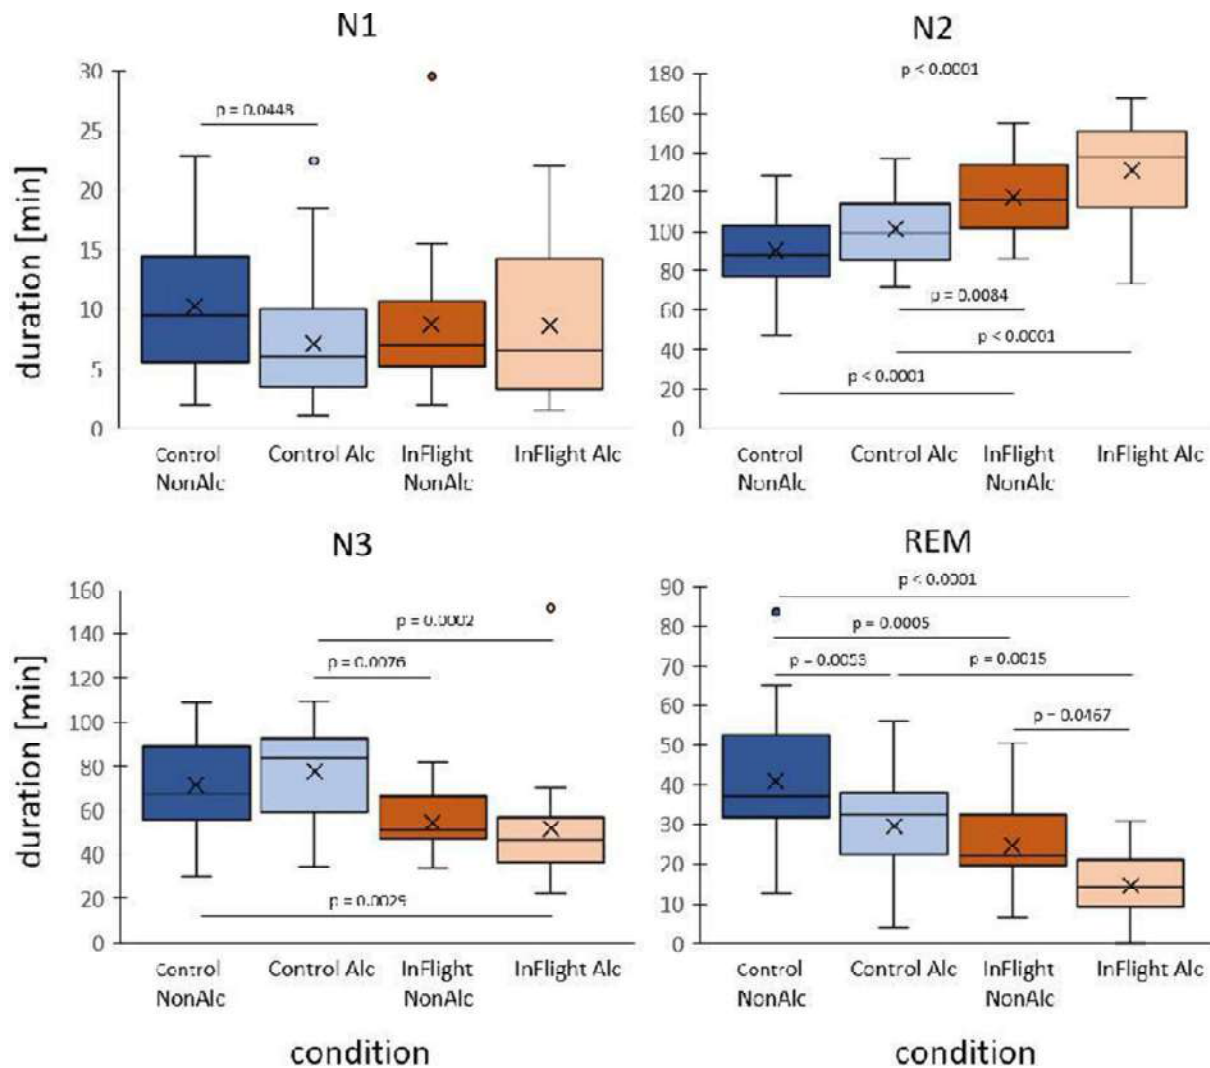 N1
30
25
20
15
10
5
0
duration [min]
p = 0.0448
Control NonAlc
Control Alc
InFlight NonAlc
InFlight Alc
N2
180
160
140
120
100
80
60
40
20
0
p < 0.0001
p = 0.0084
p < 0.0001
p < 0.0001
Control NonAlc
Control Alc
InFlight NonAlc
InFlight Alc
N3
160
140
120
100
80
60
40
20
0
duration [min]
p = 0.0002
p = 0.0076
p = 0.0029
Control NonAlc
Control Alc
InFlight NonAlc
InFlight Alc
condition
REM
90
80
70
60
50
40
30
20
10
0
p < 0.0001
p = 0.0005
p = 0.0053
p = 0.0015
p = 0.0467
Control NonAlc
Control Alc
InFlight NonAlc
InFlight Alc
condition